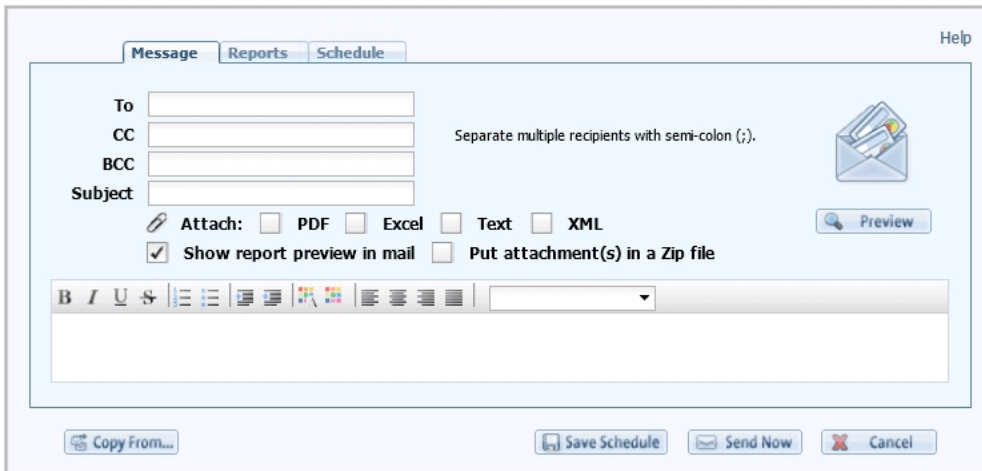 Help
Message Reports Schedule
To
CC Separate multiple recipients with semi-colon (;).
BCC
Subject
Attach: PDF Excel Text XML
Preview
Show report preview in mail Put attachment(s) in a Zip file
B I U S
Copy From... Save Schedule Send Now Cancel